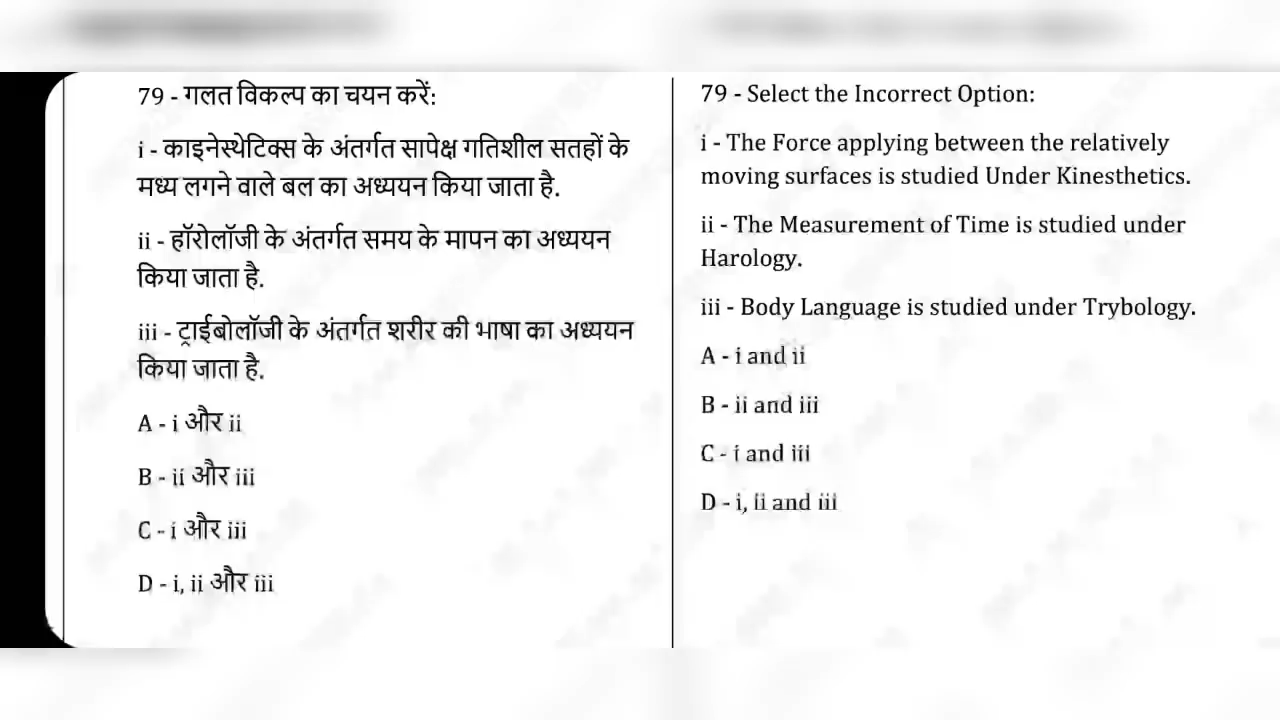 79 - गलत विकल्प का चयन करें:
i - काइनेस्थेटिक्स के अंतर्गत सापेक्ष गतिशील सतहों के
मध्य लगने वाले बल का अध्ययन किया जाता है.
ii - हॉरोलॉजी के अंतर्गत समय के मापन का अध्ययन
किया जाता है.
iii - ट्राईबोलॉजी के अंतर्गत शरीर की भाषा का अध्ययन
किया जाता है.
A - i और ii
B - ii और iii
C - i और iii
D - i, ii और iii
79 - Select the Incorrect Option:
i - The Force applying between the relatively
moving surfaces is studied Under Kinesthetics.
ii - The Measurement of Time is studied under
Harology.
iii - Body Language is studied under Trybology.
A - i and ii
B - ii and iii
C - i and iii
D - i, ii and iii